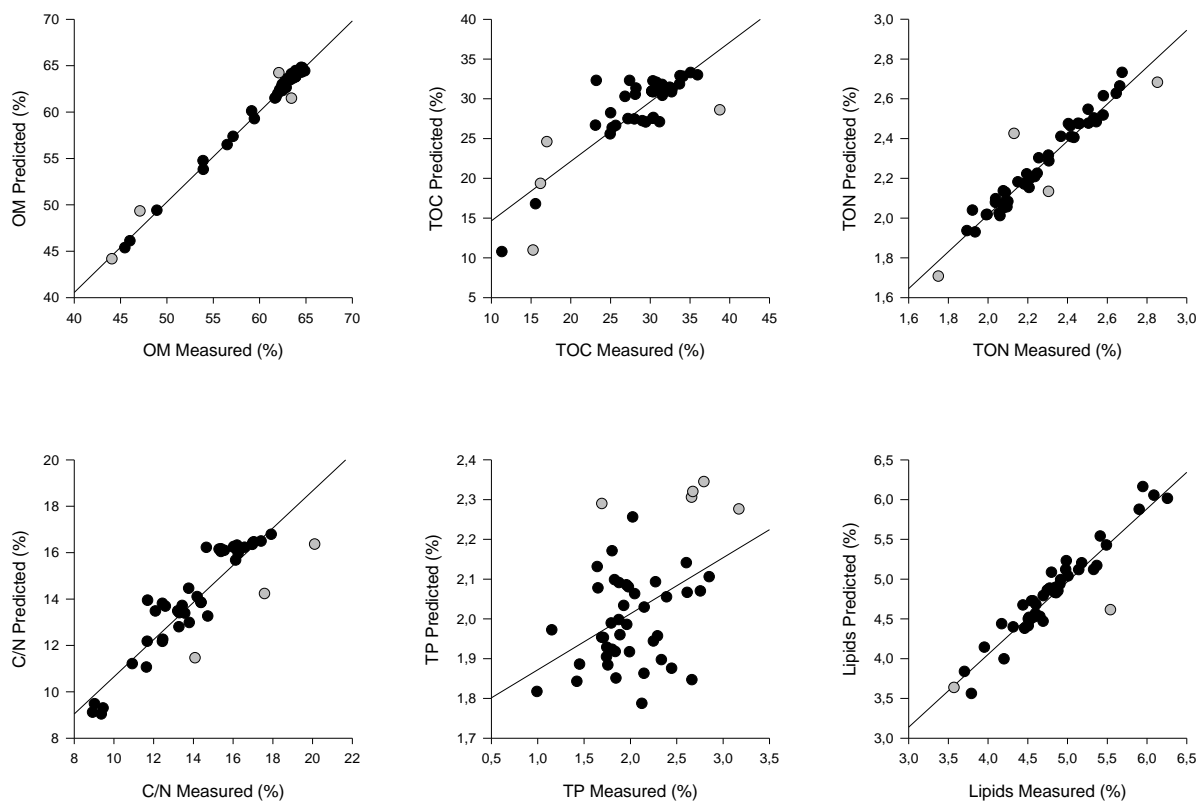 70
65
60
55
50
45
40
OM Predicted (%)
40 45 50 55 60 65 70
OM Measured (%)
40
35
30
25
20
15
10
5
TOC Predicted (%)
10 15 20 25 30 35 40 45
TOC Measured (%)
3,0
2,8
2,6
2,4
2,2
2,0
1,8
1,6
TON Predicted (%)
1,6 1,8 2,0 2,2 2,4 2,6 2,8 3,0
TON Measured (%)
20
18
16
14
12
10
8
C/N Predicted (%)
8 10 12 14 16 18 20 22
C/N Measured (%)
2,4
2,3
2,2
2,1
2,0
1,9
1,8
1,7
TP Predicted (%)
0,5 1,0 1,5 2,0 2,5 3,0 3,5
TP Measured (%)
6,5
6,0
5,5
5,0
4,5
4,0
3,5
3,0
Lipids Predicted (%)
3,0 3,5 4,0 4,5 5,0 5,5 6,0 6,5
Lipids Measured (%)